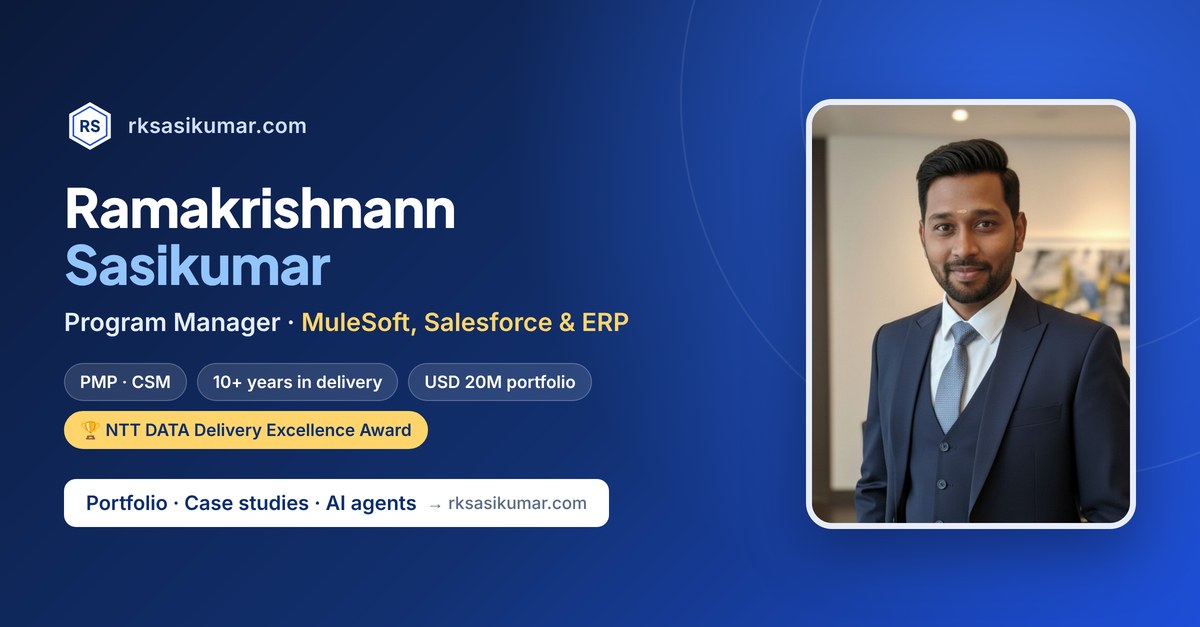 RS rksasikumar.com
Ramakrishnann
Sasikumar
Program Manager · MuleSoft, Salesforce & ERP
PMP · CSM 10+ years in delivery USD 20M portfolio
🏆 NTT DATA Delivery Excellence Award
Portfolio · Case studies · AI agents → rksasikumar.com